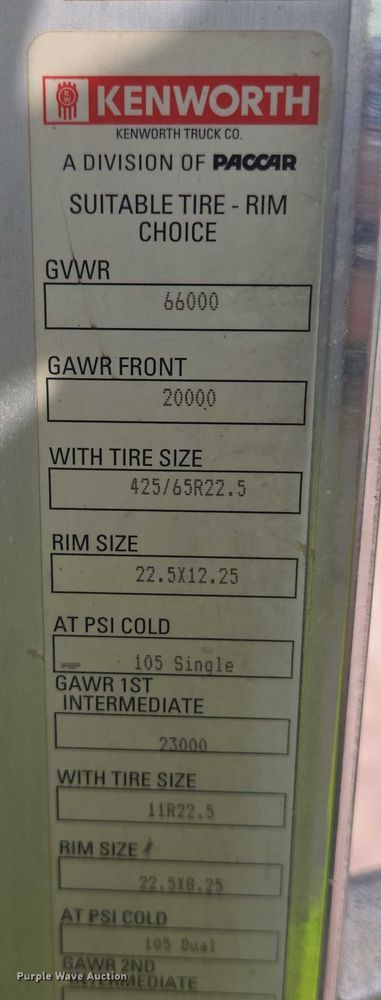 KENWORTH
KENWORTH TRUCK CO.
A DIVISION OF PACCAR
SUITABLE TIRE - RIM
CHOICE
GVWR
66000
GAWR FRONT
20000
WITH TIRE SIZE
425/65R22.5
RIM SIZE
22.5X12.25
AT PSI COLD
105 Single
GAWR 1ST
INTERMEDIATE
23000
WITH TIRE SIZE
11R22.5
RIM SIZE
22.5X8.25
AT PSI COLD
105 Dual
GAWR 2ND
INTERMEDIATE
Purple Wave Auction